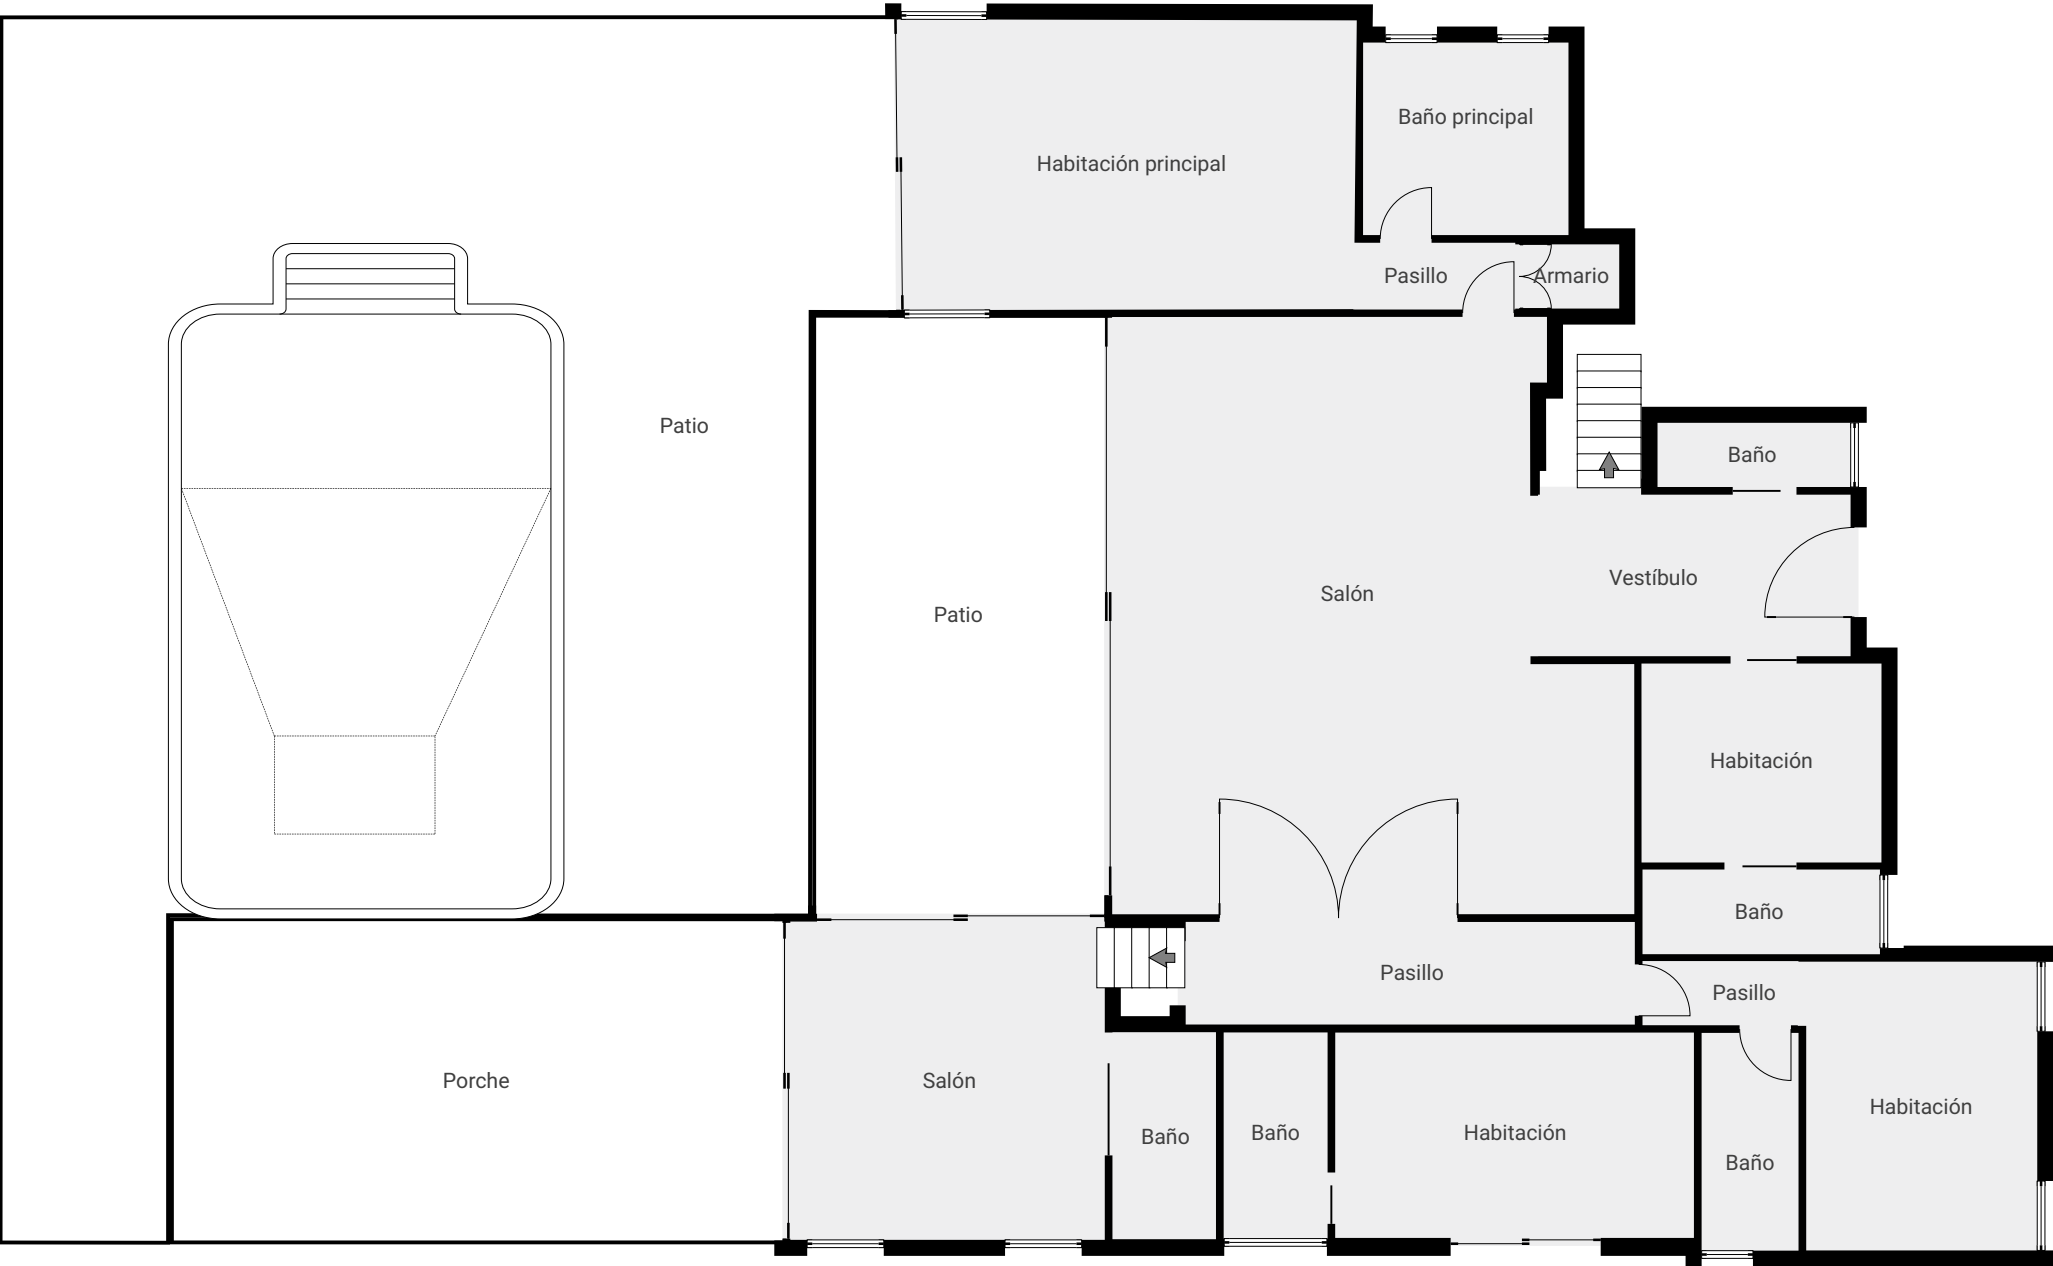 Baño principal
Habitación principal
Pasillo
Armario
Patio
Baño
Vestíbulo
Salón
Patio
Habitación
Baño
Pasillo
Pasillo
Porche
Salón
Baño
Baño
Habitación
Baño
Habitación